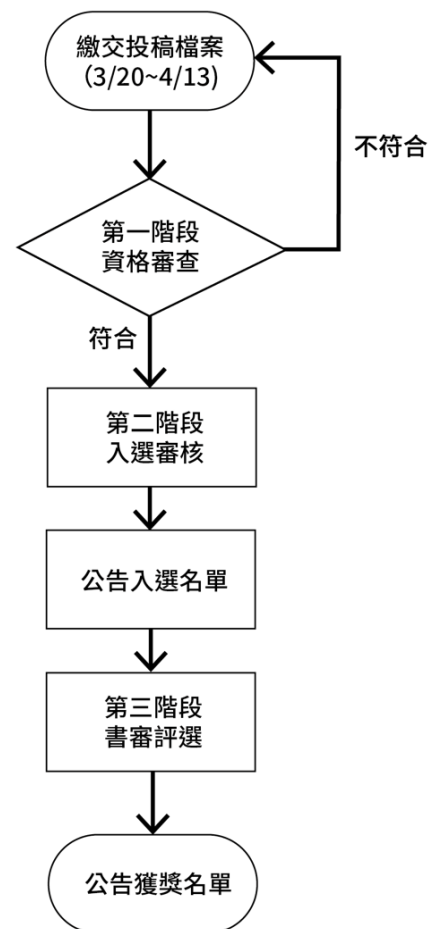 繳交投稿檔案
（3/20~4/13)
不符合
第一階段
資格審查
符合
第二階段
入選審核
公告入選名單
第三階段
書審評選
公告獲獎名單